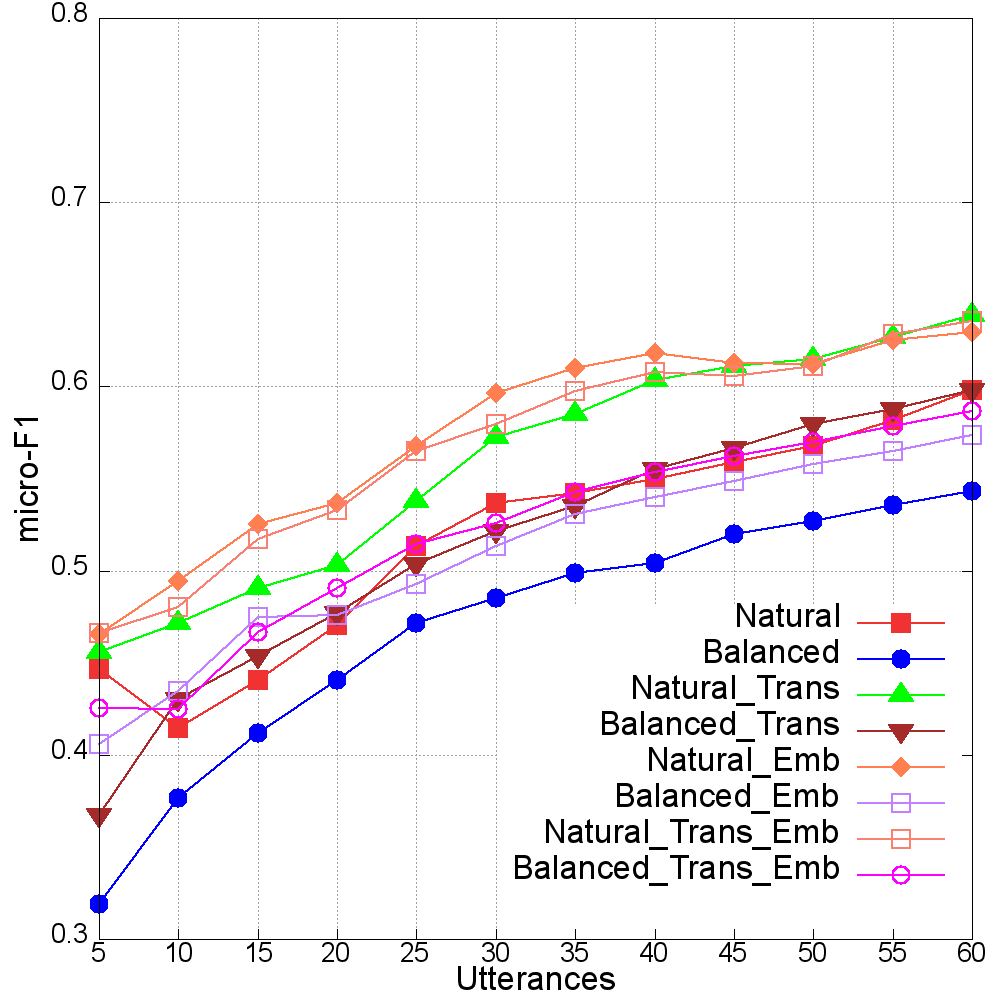 0.8
0.7
0.6
0.5
0.4
0.3
micro-F1
Natural
Balanced
Natural_Trans
Balanced_Trans
Natural_Emb
Balanced_Emb
Natural_Trans_Emb
Balanced_Trans_Emb
5 10 15 20 25 30 35 40 45 50 55 60
Utterances